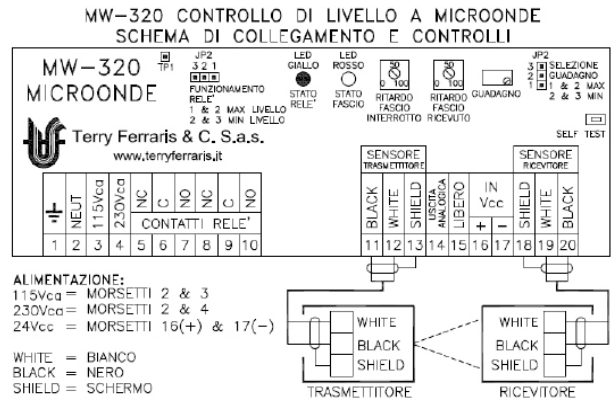 MW-320 CONTROLLO DI LIVELLO A MICROONDE
SCHEMA DI COLLEGAMENTO E CONTROLLI
MW-320
MICROONDE
TP1
JP2
3 2 1
FUNZIONAMENTO
RELE'
1 & 2 MAX LIVELLO
2 & 3 MIN LIVELLO
LED
GIALLO
STATO
RELE'
LED
ROSSO
STATO
FASCIO
50
0 100
RITARDO
FASCIO
INTERROTTO
50
0 100
RITARDO
FASCIO
RICEVUTO
GUADAGNO
JP2
3
2
1
SELEZIONE
GUADAGNO
1 & 2 MAX
2 & 3 MIN
SELF TEST
Terry Ferraris & C. S.a.s.
www.terryferraris.it
NEUT
115Vca
230Vca
NC
C
NO
NC
C
NO
CONTATTI RELE'
1 2 3 4 5 6 7 8 9 10
SENSORE
TRASMETTITORE
BLACK
WHITE
SHIELD
USCITA
ANALOGICA
LIBERO
IN
Vcc
+ -
SENSORE
RICEVITORE
SHIELD
WHITE
BLACK
11 12 13 14 15 16 17 18 19 20
ALIMENTAZIONE:
115Vca = MORSETTI 2 & 3
230Vca = MORSETTI 2 & 4
24Vcc = MORSETTI 16(+) & 17(-)
WHITE = BIANCO
BLACK = NERO
SHIELD = SCHERMO
WHITE
BLACK
SHIELD
TRASMETTITORE
WHITE
BLACK
SHIELD
RICEVITORE